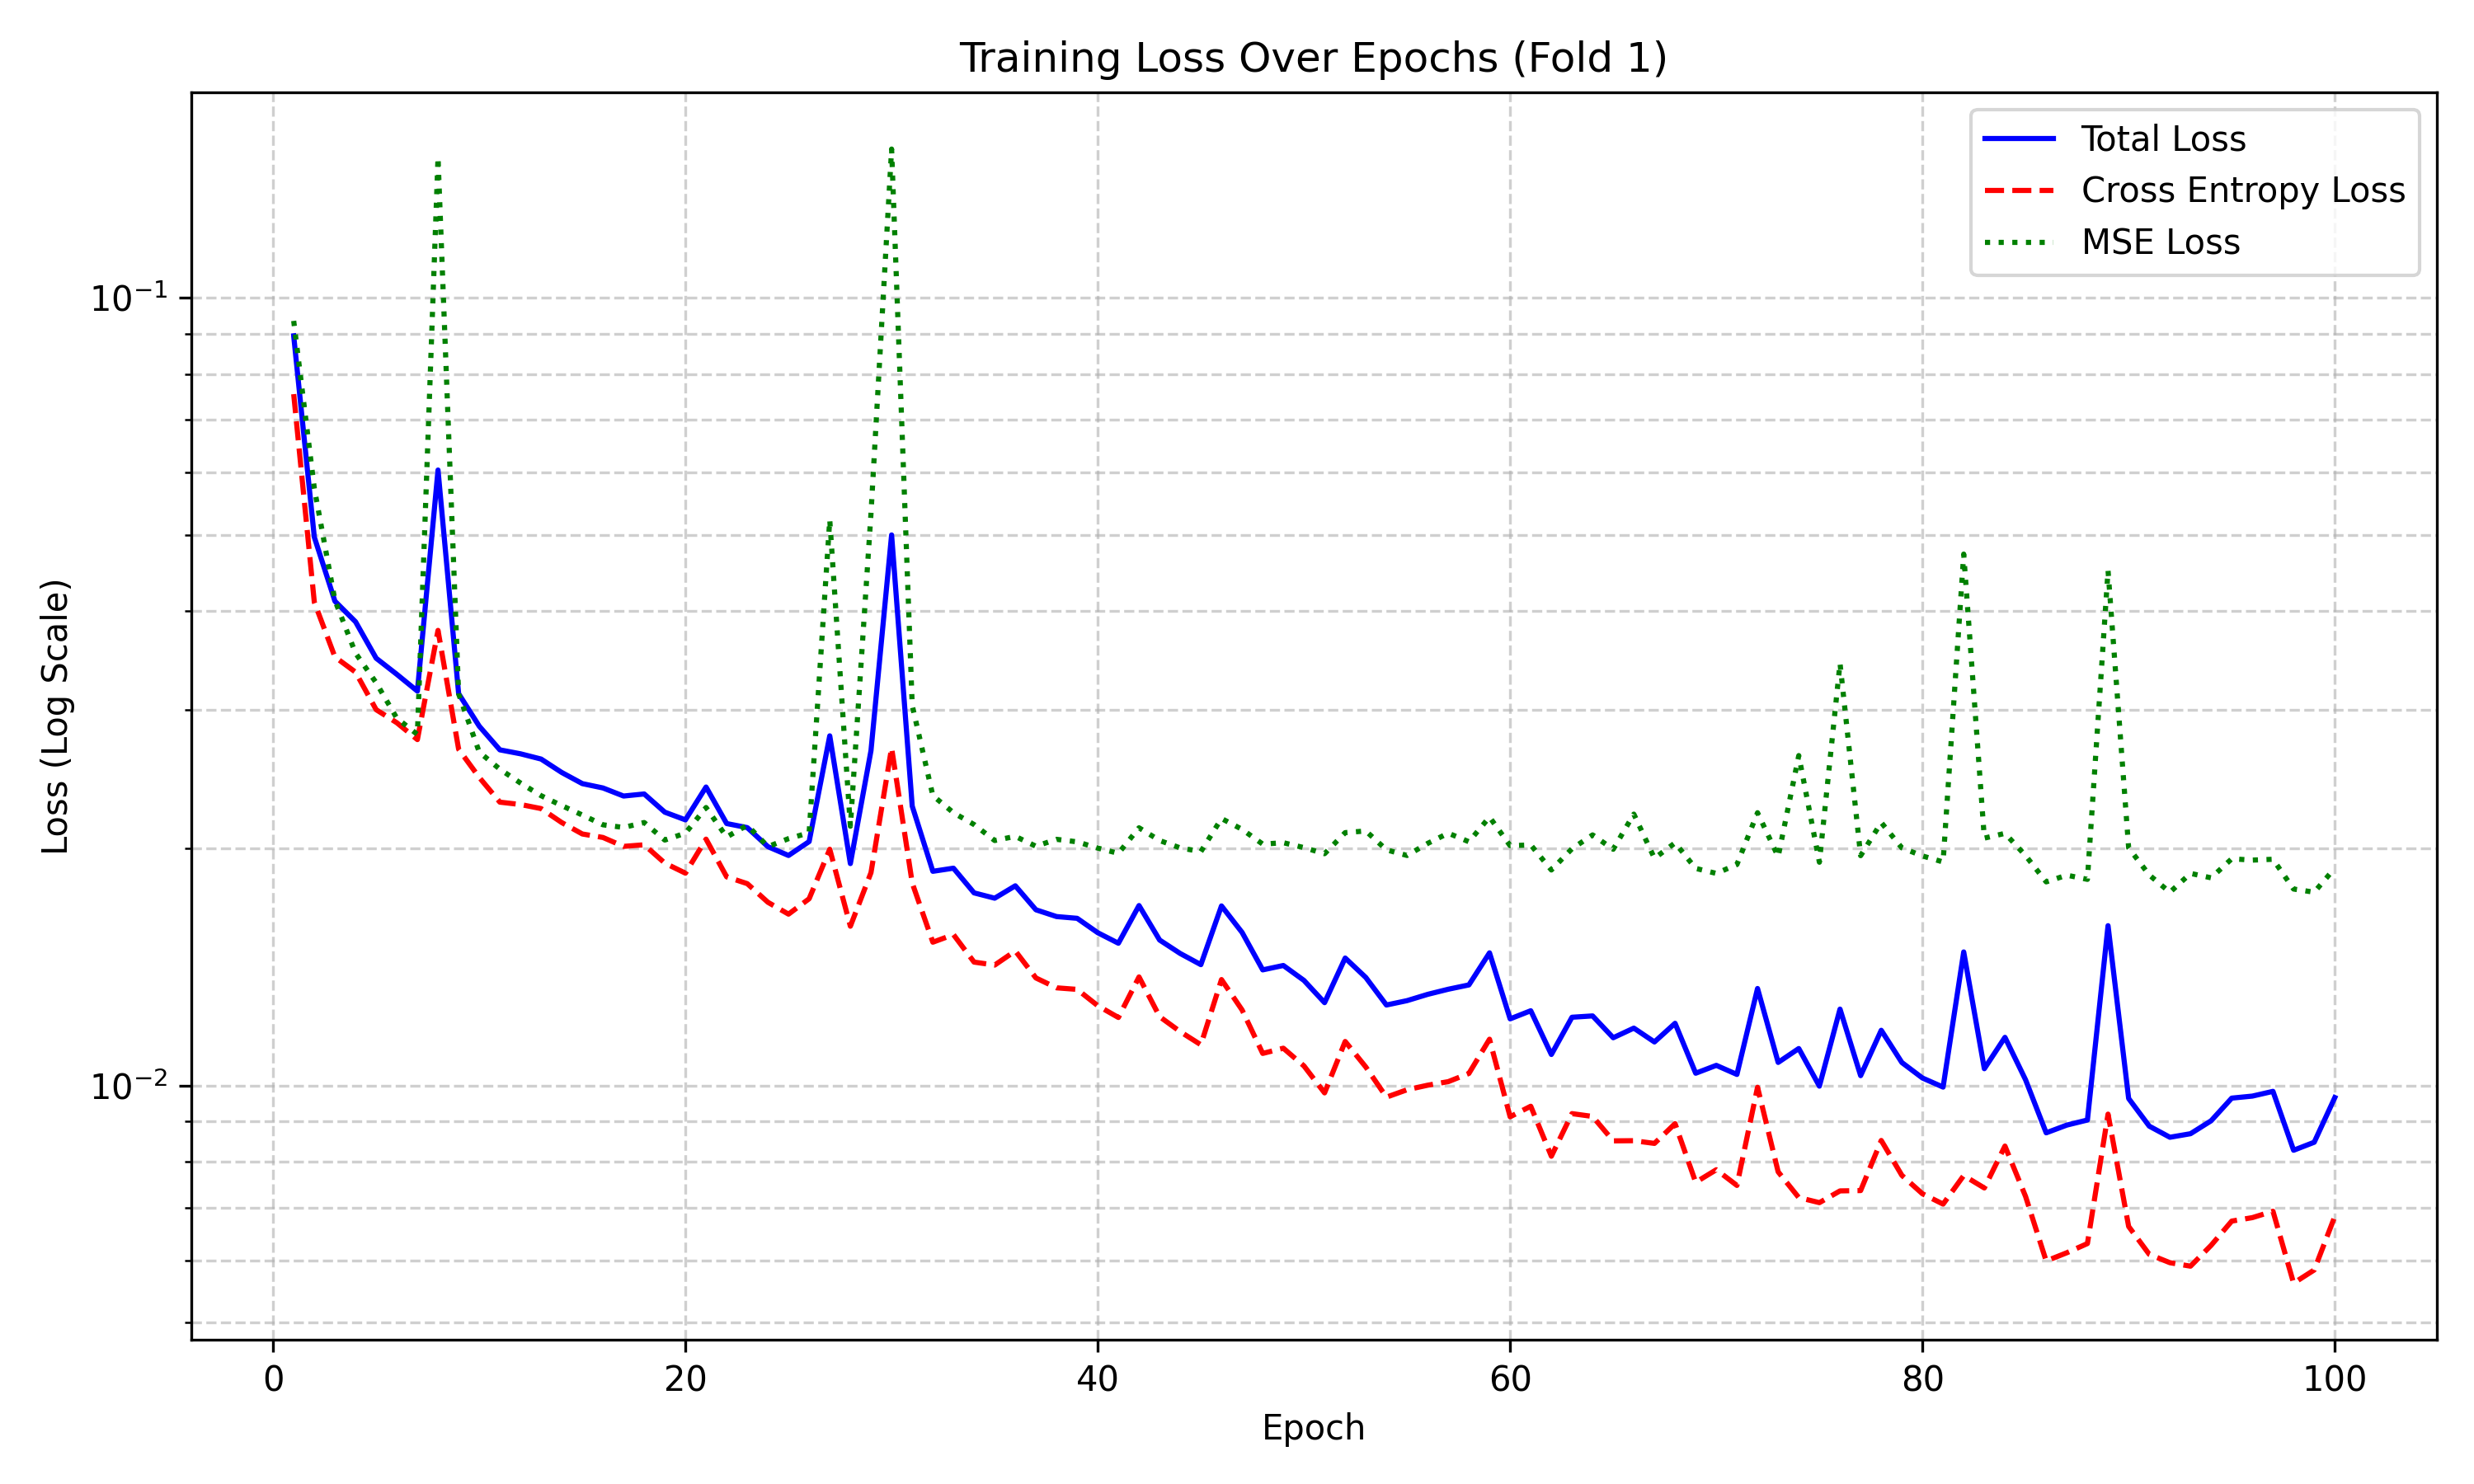 Training Loss Over Epochs (Fold 1)
Total Loss
Cross Entropy Loss
MSE Loss
Loss (Log Scale)
10⁻¹
10⁻²
0 20 40 60 80 100
Epoch